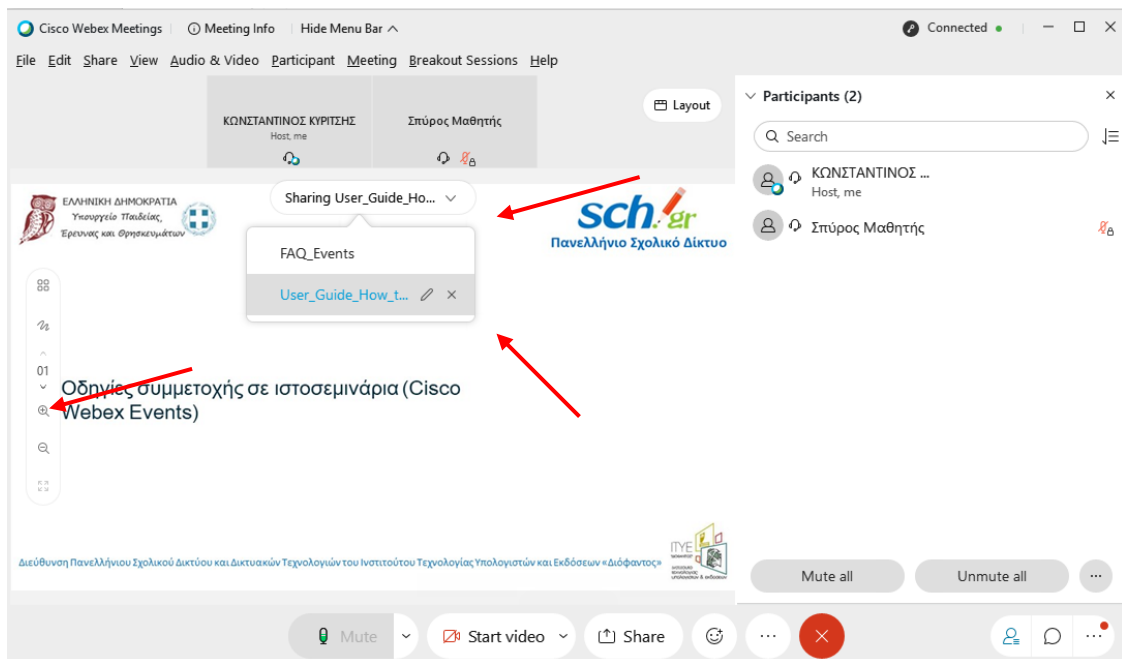 Cisco Webex Meetings Meeting Info Hide Menu Bar Connected
File Edit Share View Audio & Video Participant Meeting Breakout Sessions Help
ΚΩΝΣΤΑΝΤΙΝΟΣ ΚΥΡΙΤΣΗΣ
Host, me
Σπύρος Μαθητής
Layout
Sharing User_Guide_Ho...
FAQ_Events
User_Guide_How_t...
ΕΛΛΗΝΙΚΗ ΔΗΜΟΚΡΑΤΙΑ
Υπουργείο Παιδείας,
Έρευνας και Θρησκευμάτων
sch.gr
Πανελλήνιο Σχολικό Δίκτυο
01
Οδηγίες συμμετοχής σε ιστοσεμινάρια (Cisco
Webex Events)
Διεύθυνση Πανελλήνιου Σχολικού Δικτύου και Δικτυακών Τεχνολογιών του Ινστιτούτου Τεχνολογίας Υπολογιστών και Εκδόσεων «Διόφαντος»
ΙΤΥΕ
Participants (2)
Search
ΚΩΝΣΤΑΝΤΙΝΟΣ ...
Host, me
Σπύρος Μαθητής
Mute all Unmute all
Mute Start video Share